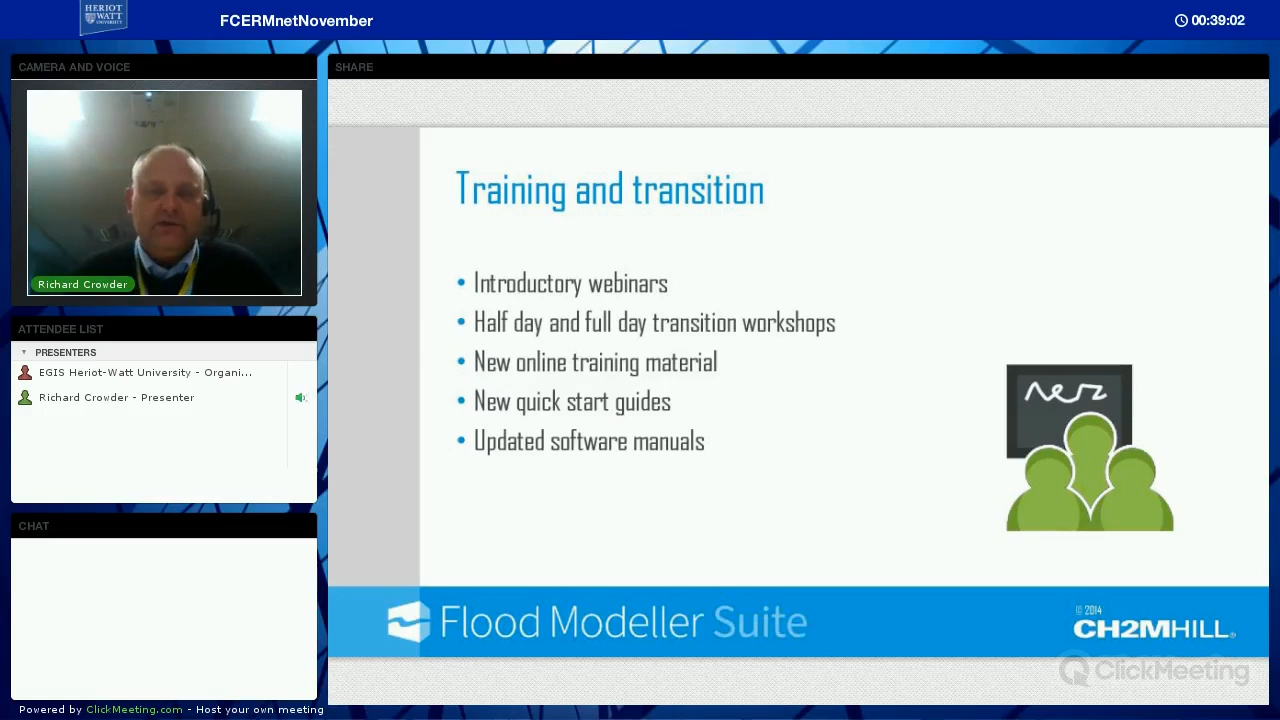 HERIOT
WATT
UNIVERSITY
FCERMnetNovember
00:39:02
CAMERA AND VOICE
Richard Crowder
ATTENDEE LIST
PRESENTERS
EGIS Heriot-Watt University - Organi...
Richard Crowder - Presenter
CHAT
Powered by ClickMeeting.com - Host your own meeting
SHARE
Training and transition
• Introductory webinars
• Half day and full day transition workshops
• New online training material
• New quick start guides
• Updated software manuals
Flood Modeller Suite
© 2014
CH2MHILL®
ClickMeeting